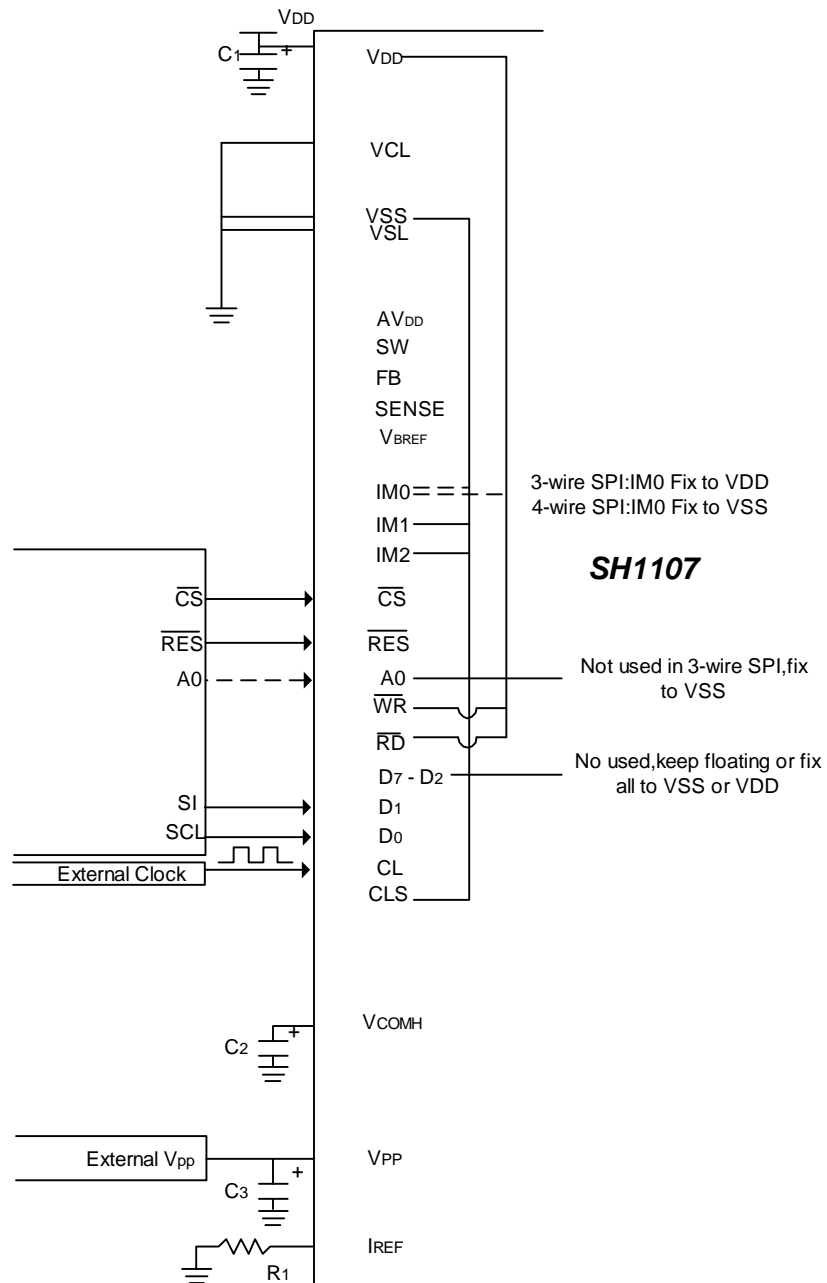 VDD
C1
+
VDD
VCL
VSS
VSL
AVDD
SW
FB
SENSE
VBREF
IM0
3-wire SPI:IM0 Fix to VDD
4-wire SPI:IM0 Fix to VSS
IM1
IM2
SH1107
CS
CS
RES
RES
A0
A0
Not used in 3-wire SPI,fix
to VSS
WR
RD
D7 - D2
No used,keep floating or fix
all to VSS or VDD
SI
D1
SCL
D0
External Clock
CL
CLS
VCOMH
+
C2
External Vpp
VPP
+
C3
IREF
R1